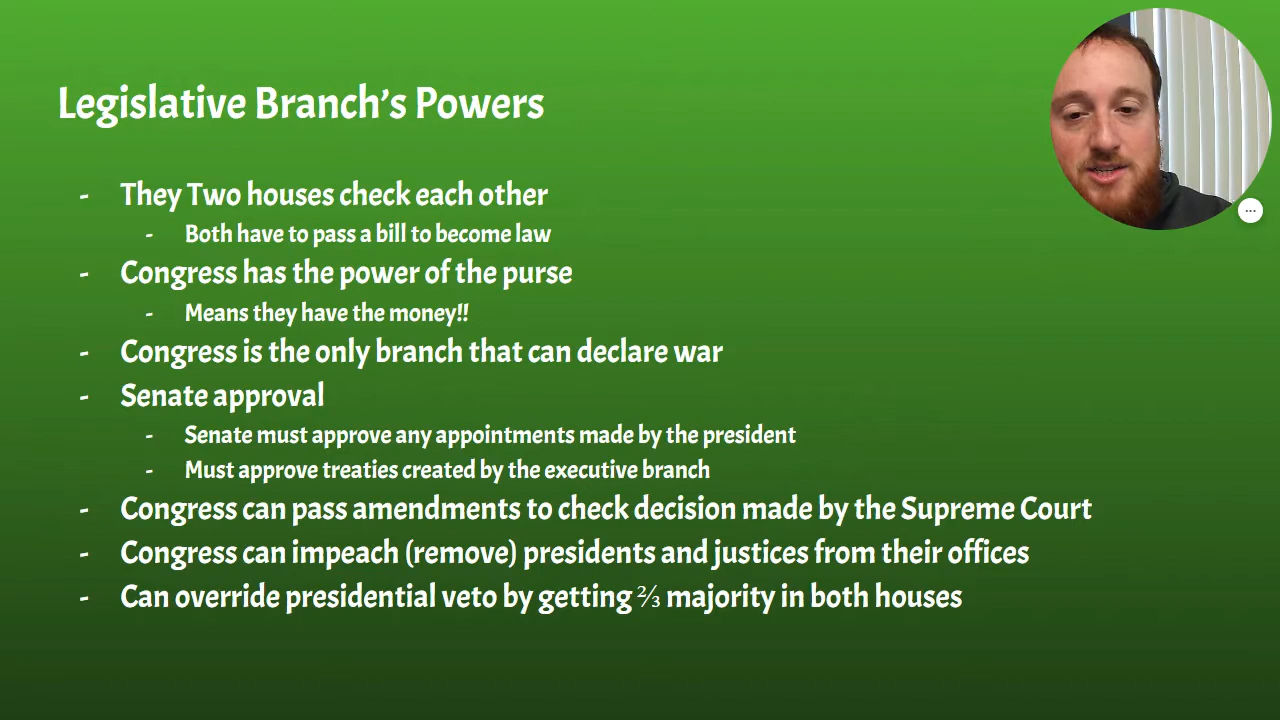 Legislative Branch’s Powers
- They Two houses check each other
- Both have to pass a bill to become law
- Congress has the power of the purse
- Means they have the money!!
- Congress is the only branch that can declare war
- Senate approval
- Senate must approve any appointments made by the president
- Must approve treaties created by the executive branch
- Congress can pass amendments to check decision made by the Supreme Court
- Congress can impeach (remove) presidents and justices from their offices
- Can override presidential veto by getting ⅔ majority in both houses